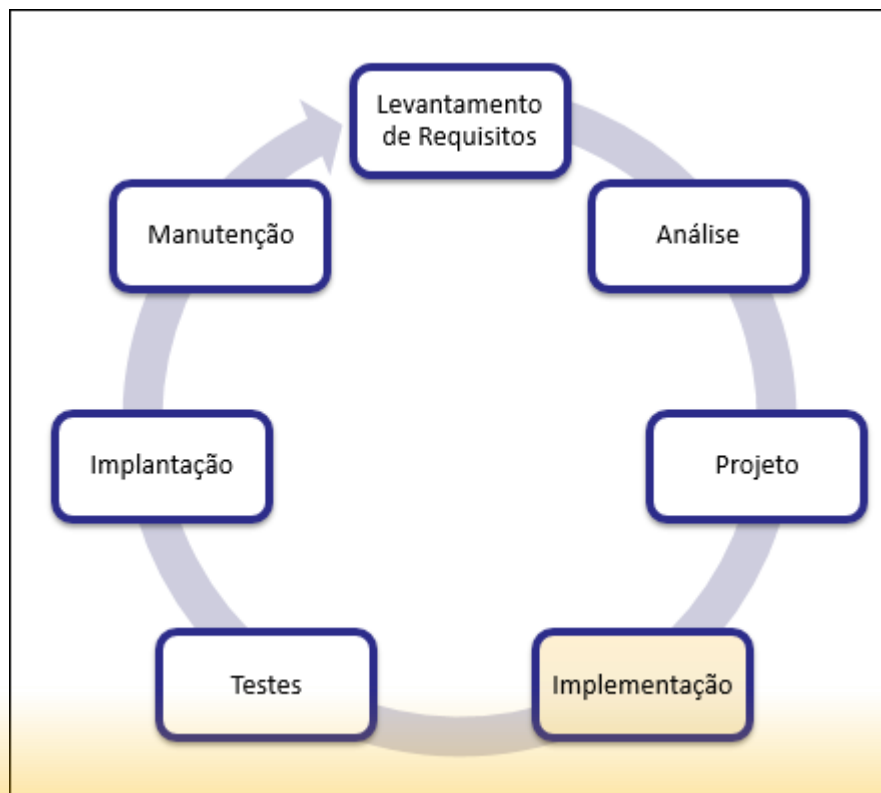 Levantamento
de Requisitos
Análise
Projeto
Implementação
Testes
Implantação
Manutenção